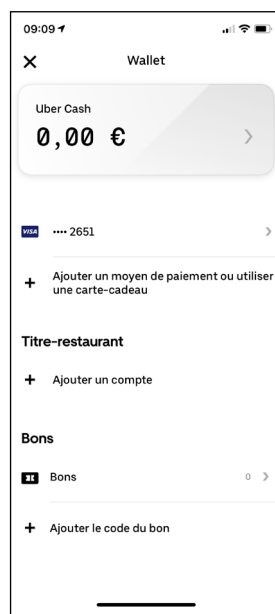 09:09
Wallet
Uber Cash
0,00 €
VISA •••• 2651
Ajouter un moyen de paiement ou utiliser
une carte-cadeau
Titre-restaurant
Ajouter un compte
Bons
Bons 0
Ajouter le code du bon